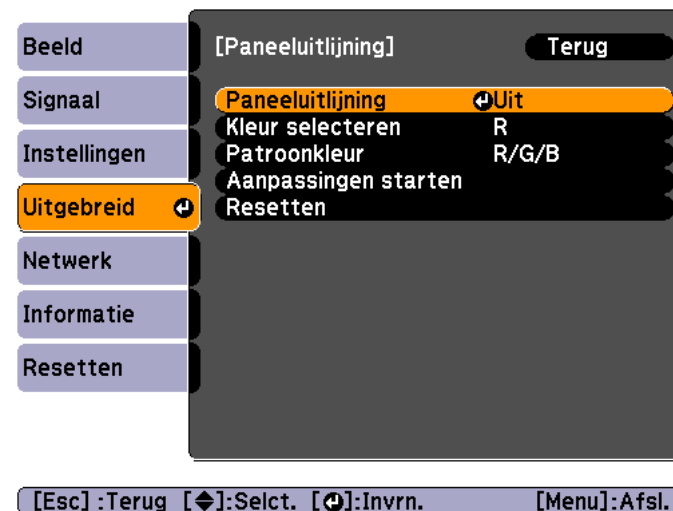 Beeld
Signaal
Instellingen
Uitgebreid
Netwerk
Informatie
Resetten
[Paneeluitlijning] Terug
Paneeluitlijning Uit
Kleur selecteren R
Patroonkleur R/G/B
Aanpassingen starten
Resetten
[Esc] :Terug [◆]:Selct. [⏎]:Invrn. [Menu]:Afsl.